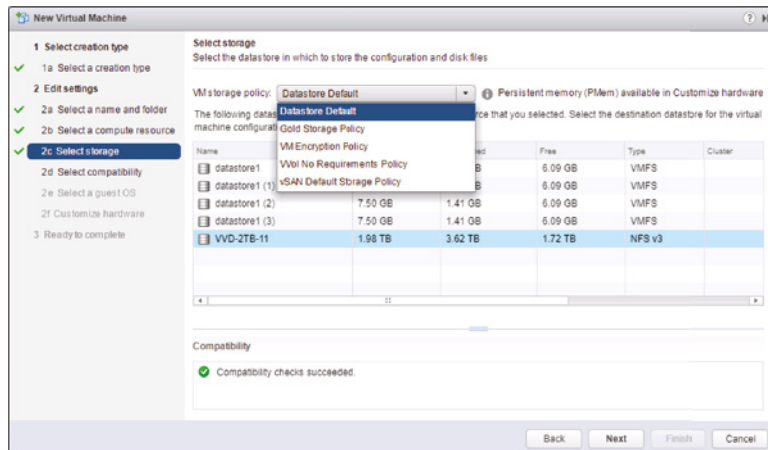 New Virtual Machine
1 Select creation type
1a Select a creation type
2 Edit settings
2a Select a name and folder
2b Select a compute resource
2c Select storage
2d Select compatibility
2e Select a guest OS
2f Customize hardware
3 Ready to complete
Select storage
Select the datastore in which to store the configuration and disk files
VM storage policy: Datastore Default Persistent memory (PMem) available in Customize hardware
Datastore Default
Gold Storage Policy
VM Encryption Policy
VVol No Requirements Policy
vSAN Default Storage Policy
The following datas rce that you selected. Select the destination datastore for the virtual
machine configurati
Name ed Free Type Cluster
datastore1 B 6.09 GB VMFS
datastore1 (1) B 6.09 GB VMFS
datastore1 (2) 7.50 GB 1.41 GB 6.09 GB VMFS
datastore1 (3) 7.50 GB 1.41 GB 6.09 GB VMFS
VVD-2TB-11 1.98 TB 3.62 TB 1.72 TB NFS v3
Compatibility
Compatibility checks succeeded.
Back Next Finish Cancel